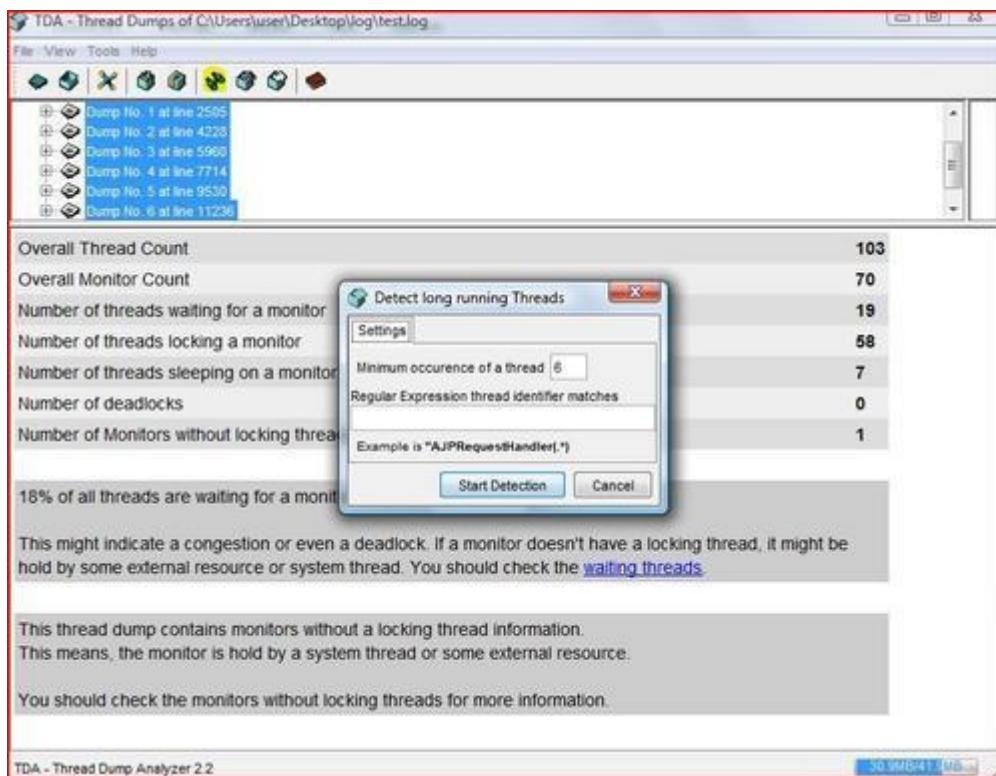 TDA - Thread Dumps of C:\Users\user\Desktop\log\test.log
File View Tools Help
Dump No. 1 at line 2505
Dump No. 2 at line 4228
Dump No. 3 at line 5960
Dump No. 4 at line 7714
Dump No. 5 at line 9530
Dump No. 6 at line 11236
Overall Thread Count 103
Overall Monitor Count 70
Number of threads waiting for a monitor 19
Number of threads locking a monitor 58
Number of threads sleeping on a monitor 7
Number of deadlocks 0
Number of Monitors without locking threa 1
Detect long running Threads
Settings
Minimum occurence of a thread 6
Regular Expression thread identifier matches
Example is "AJPRequestHandler(.*)
Start Detection Cancel
18% of all threads are waiting for a monit
This might indicate a congestion or even a deadlock. If a monitor doesn't have a locking thread, it might be
hold by some external resource or system thread. You should check the waiting threads.
This thread dump contains monitors without a locking thread information.
This means, the monitor is hold by a system thread or some external resource.
You should check the monitors without locking threads for more information.
TDA - Thread Dump Analyzer 2.2